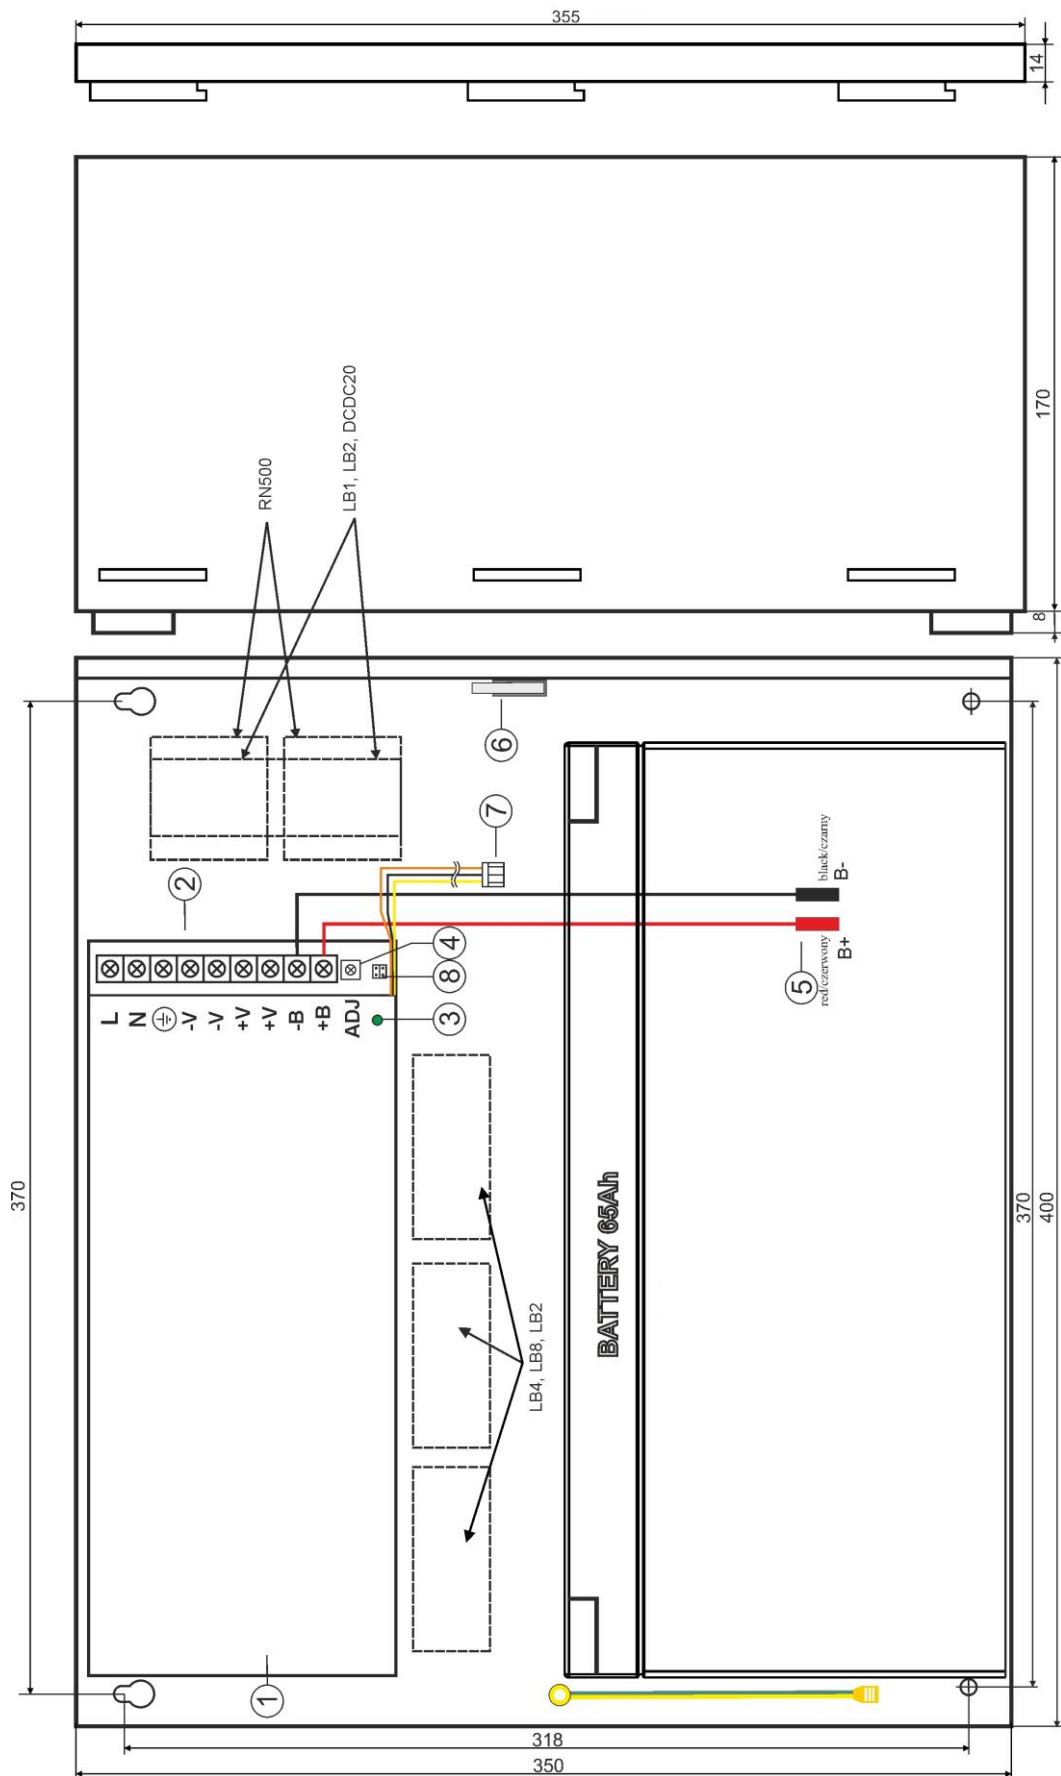 355
14
170
8
RN500
LB1, LB2, DCDC20
370
6
7
2
4
8
3
L
N
-V
-V
+V
+V
-B
+B
ADJ
black/czarny
B-
5
red/czerwony
B+
BATTERY 65Ah
LB4, LB8, LB2
1
370
400
318
350